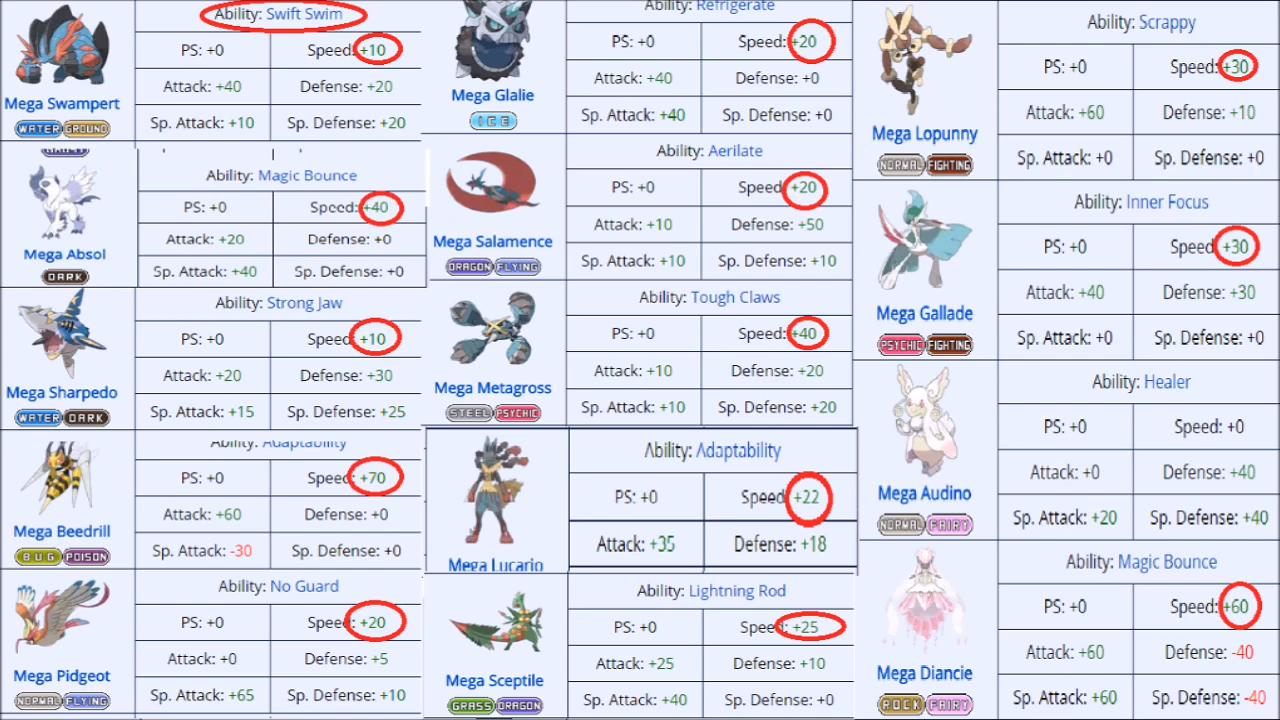 Ability: Swift Swim
PS: +0 Speed: +10
Attack: +40 Defense: +20
Sp. Attack: +10 Sp. Defense: +20
Mega Swampert
WATER GROUND
Ability: Magic Bounce
PS: +0 Speed: +40
Attack: +20 Defense: +0
Sp. Attack: +40 Sp. Defense: +0
Mega Absol
DARK
Ability: Strong Jaw
PS: +0 Speed: +10
Attack: +20 Defense: +30
Sp. Attack: +15 Sp. Defense: +25
Mega Sharpedo
WATER DARK
Ability: Adaptability
PS: +0 Speed: +70
Attack: +60 Defense: +0
Sp. Attack: -30 Sp. Defense: +0
Mega Beedrill
BUG POISON
Ability: No Guard
PS: +0 Speed: +20
Attack: +0 Defense: +5
Sp. Attack: +65 Sp. Defense: +10
Mega Pidgeot
NORMAL FLYING
Ability: Refrigerate
PS: +0 Speed: +20
Attack: +40 Defense: +0
Sp. Attack: +40 Sp. Defense: +0
Mega Glalie
ICE
Ability: Aerilate
PS: +0 Speed: +20
Attack: +10 Defense: +50
Sp. Attack: +10 Sp. Defense: +10
Mega Salamence
DRAGON FLYING
Ability: Tough Claws
PS: +0 Speed: +40
Attack: +10 Defense: +20
Sp. Attack: +10 Sp. Defense: +20
Mega Metagross
STEEL PSYCHIC
Ability: Adaptability
PS: +0 Speed: +22
Attack: +35 Defense: +18
Mega Lucario
Ability: Lightning Rod
PS: +0 Speed: +25
Attack: +25 Defense: +10
Sp. Attack: +40 Sp. Defense: +0
Mega Sceptile
GRASS DRAGON
Ability: Scrappy
PS: +0 Speed: +30
Attack: +60 Defense: +10
Sp. Attack: +0 Sp. Defense: +0
Mega Lopunny
NORMAL FIGHTING
Ability: Inner Focus
PS: +0 Speed: +30
Attack: +40 Defense: +30
Sp. Attack: +0 Sp. Defense: +0
Mega Gallade
PSYCHIC FIGHTING
Ability: Healer
PS: +0 Speed: +0
Attack: +0 Defense: +40
Sp. Attack: +20 Sp. Defense: +40
Mega Audino
NORMAL FAIRY
Ability: Magic Bounce
PS: +0 Speed: +60
Attack: +60 Defense: -40
Sp. Attack: +60 Sp. Defense: -40
Mega Diancie
ROCK FAIRY